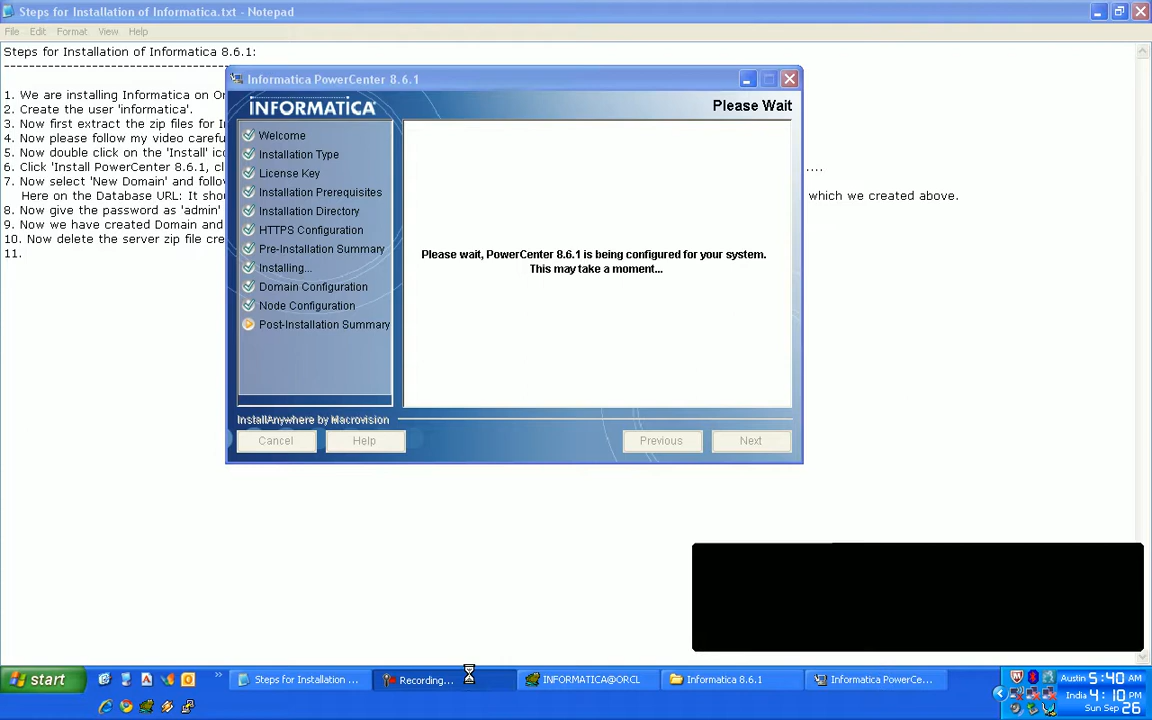 Steps for Installation of Informatica.txt - Notepad
File Edit Format View Help
Steps for Installation of Informatica 8.6.1:
1. We are installing Informatica on
2. Create the user 'informatica'.
3. Now first extract the zip files for
4. Now please follow my video
5. Now double click on the 'Install'
6. Click 'Install PowerCenter 8.6.1, ....
7. Now select 'New Domain' and
Here on the Database URL: It which we created above.
8. Now give the password as 'admin'
9. Now we have created Domain and
10. Now delete the server zip file
11.
Informatica PowerCenter 8.6.1
INFORMATICA
Please Wait
Welcome
Installation Type
License Key
Installation Prerequisites
Installation Directory
HTTPS Configuration
Pre-Installation Summary
Installing...
Domain Configuration
Node Configuration
Post-Installation Summary
Please wait, PowerCenter 8.6.1 is being configured for your system.
This may take a moment...
InstallAnywhere by Macrovision
Cancel Help Previous Next
start
Steps for Installation ...
Recording...
INFORMATICA@ORCL
Informatica 8.6.1
Informatica PowerCe...
Austin 5:40 AM
India 4:10 PM
Sun Sep 26